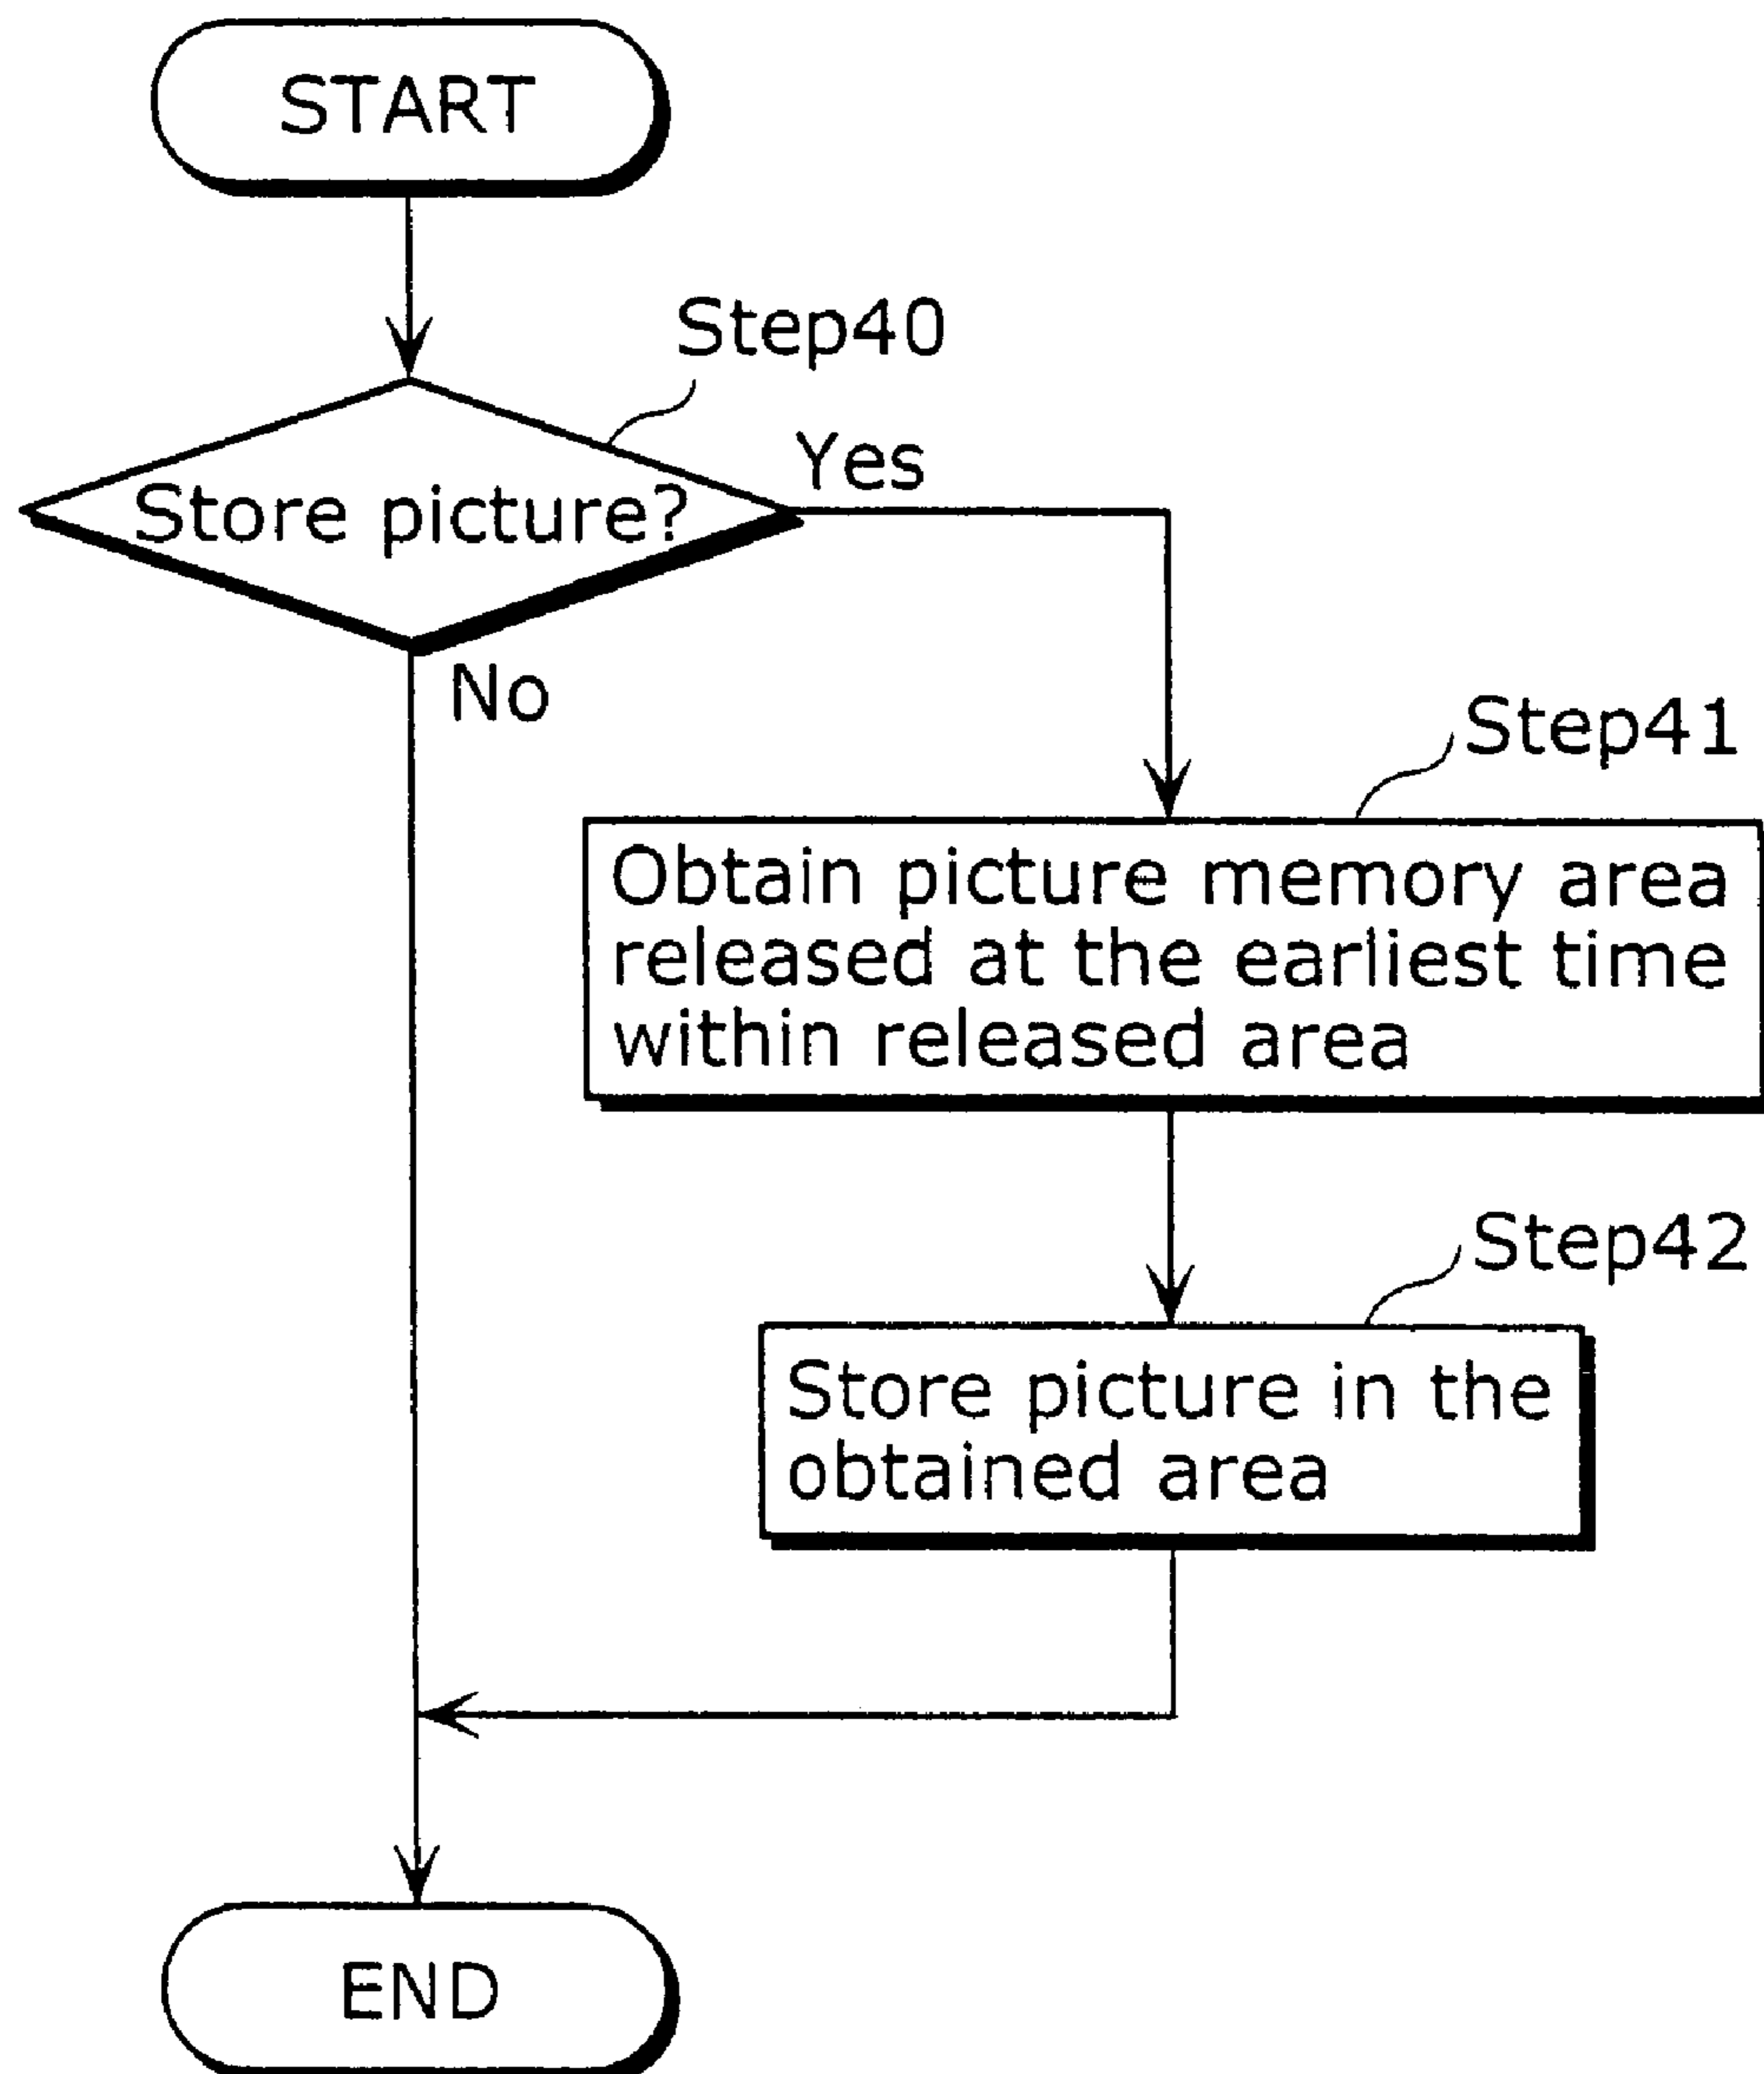 START
Step40
Yes
Store picture?
No
Step41
Obtain picture memory area
released at the earliest time
within released area
Step42
Store picture in the
obtained area
END